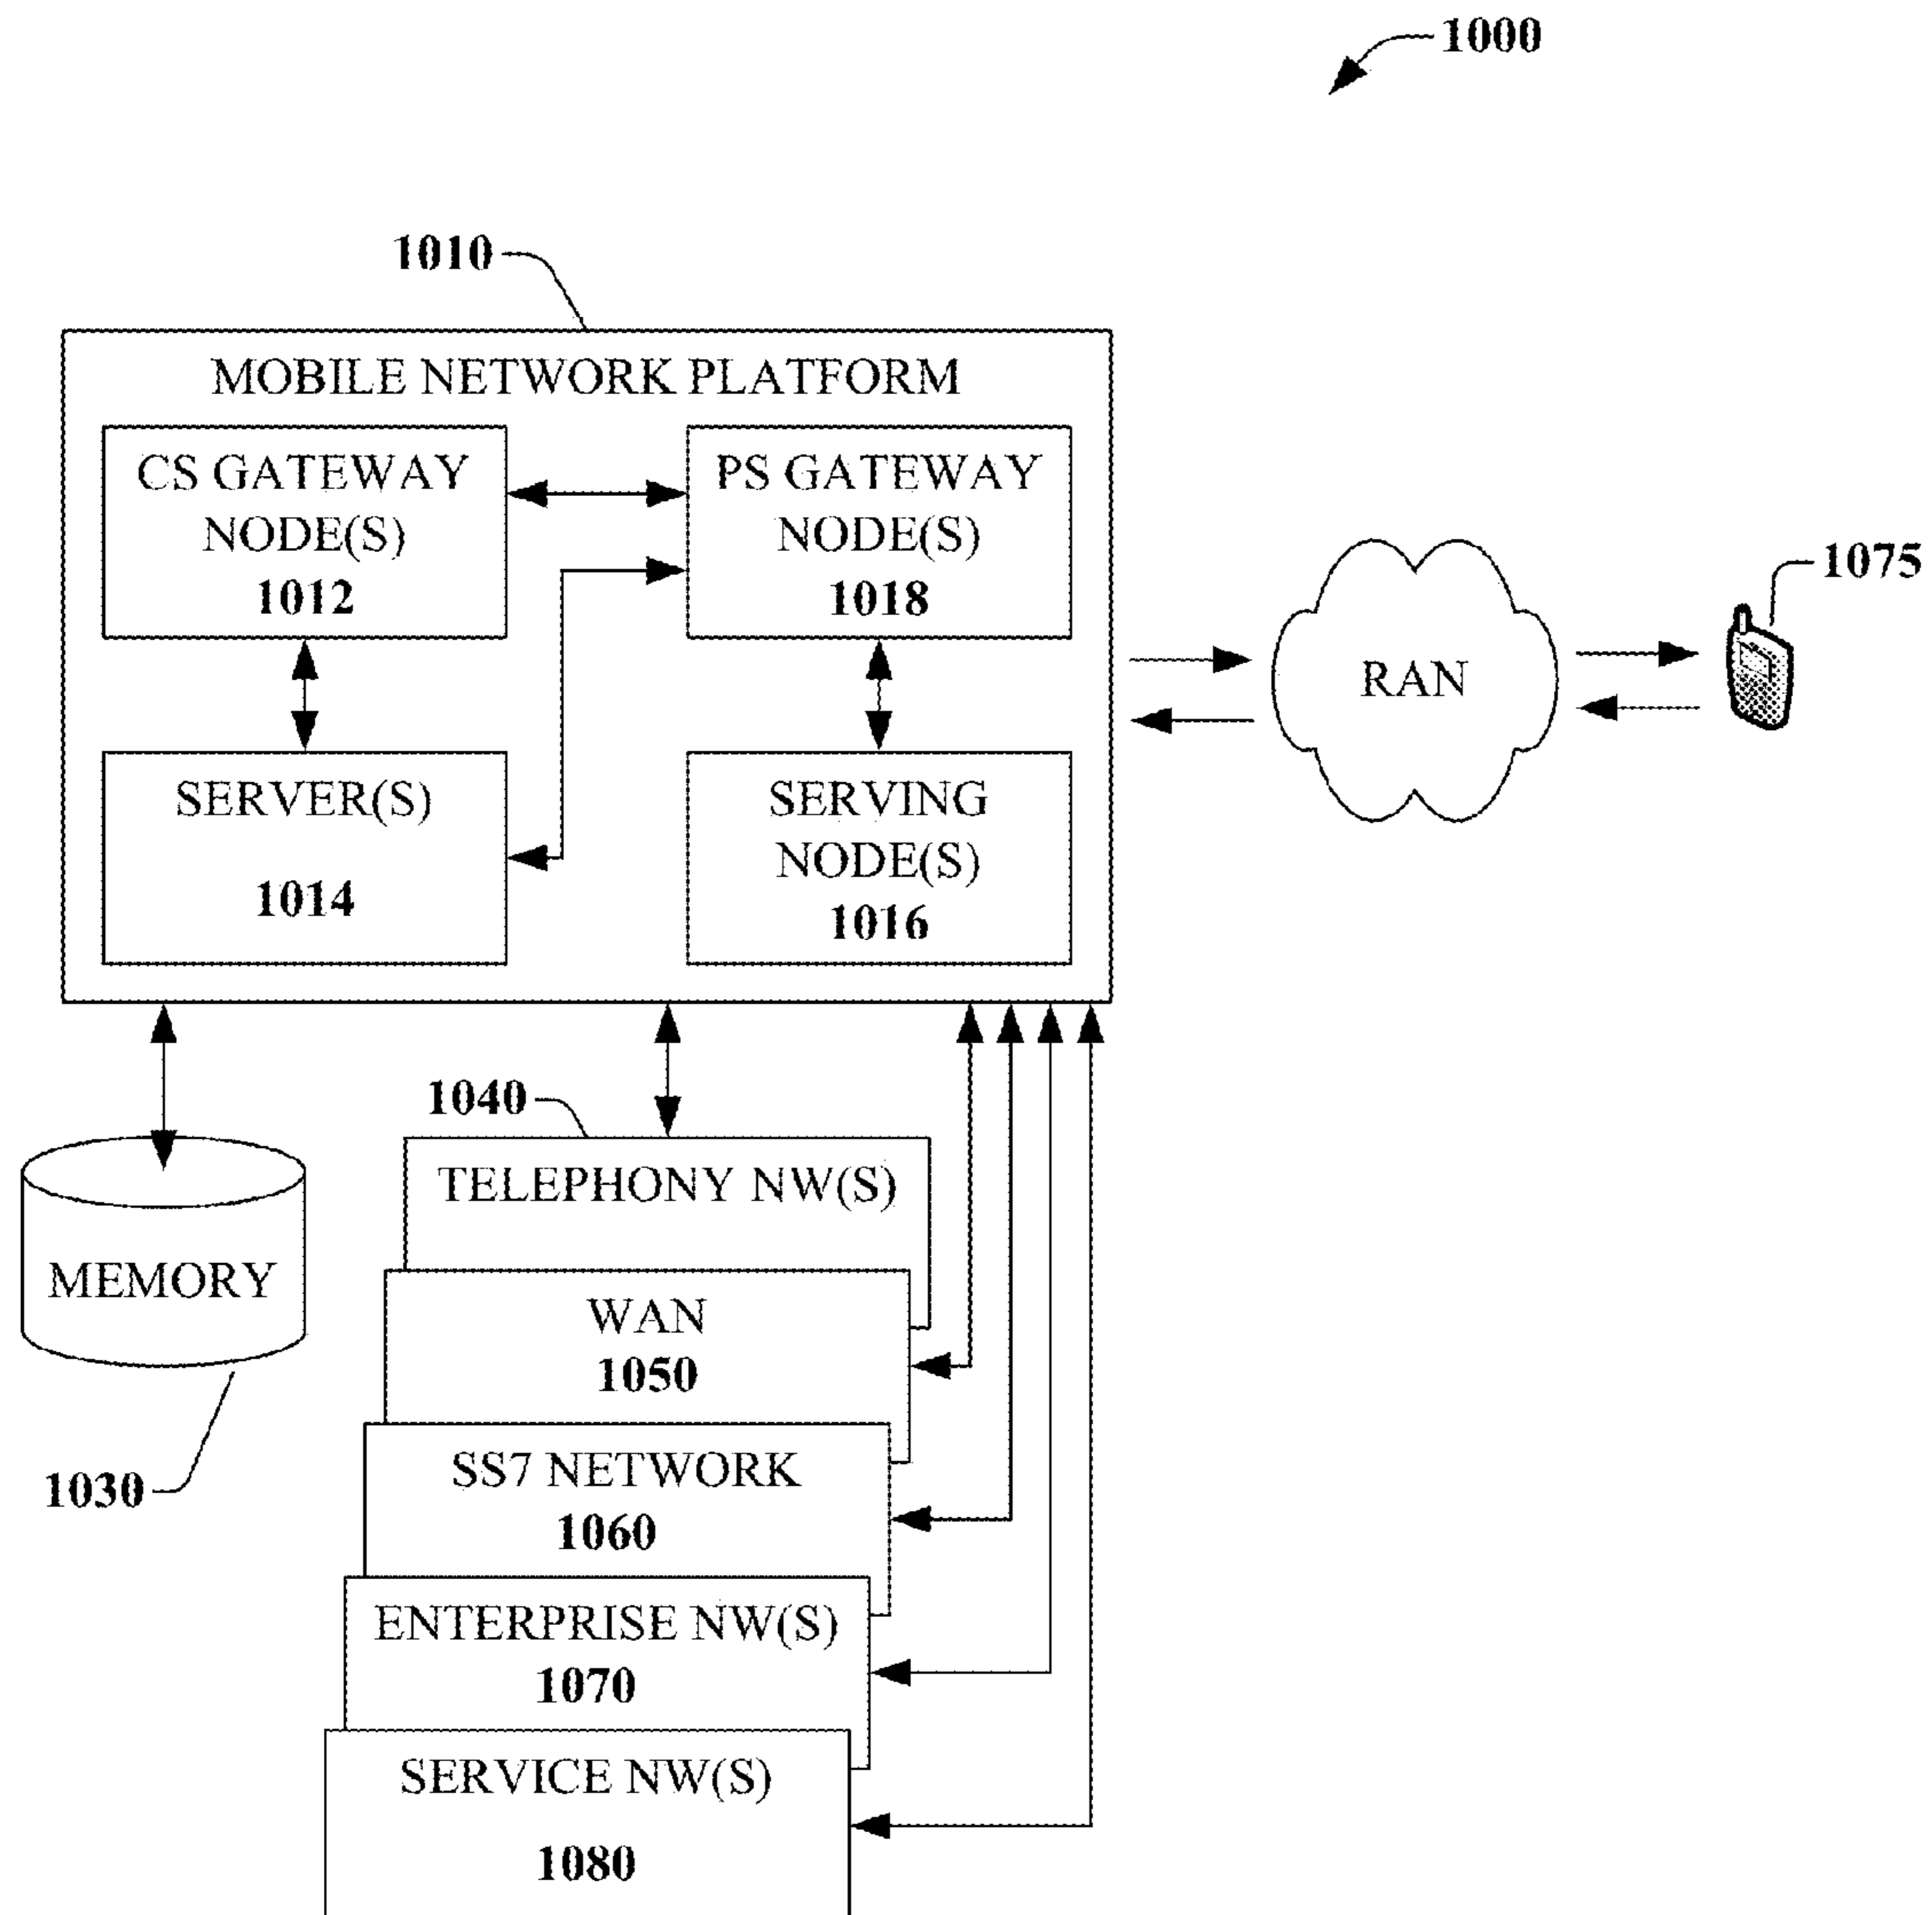 1000
1010
MOBILE NETWORK PLATFORM
CS GATEWAY
NODE(S)
1012
PS GATEWAY
NODE(S)
1018
SERVER(S)
1014
SERVING
NODE(S)
1016
RAN
1075
1040
TELEPHONY NW(S)
MEMORY
1030
WAN
1050
SS7 NETWORK
1060
ENTERPRISE NW(S)
1070
SERVICE NW(S)
1080